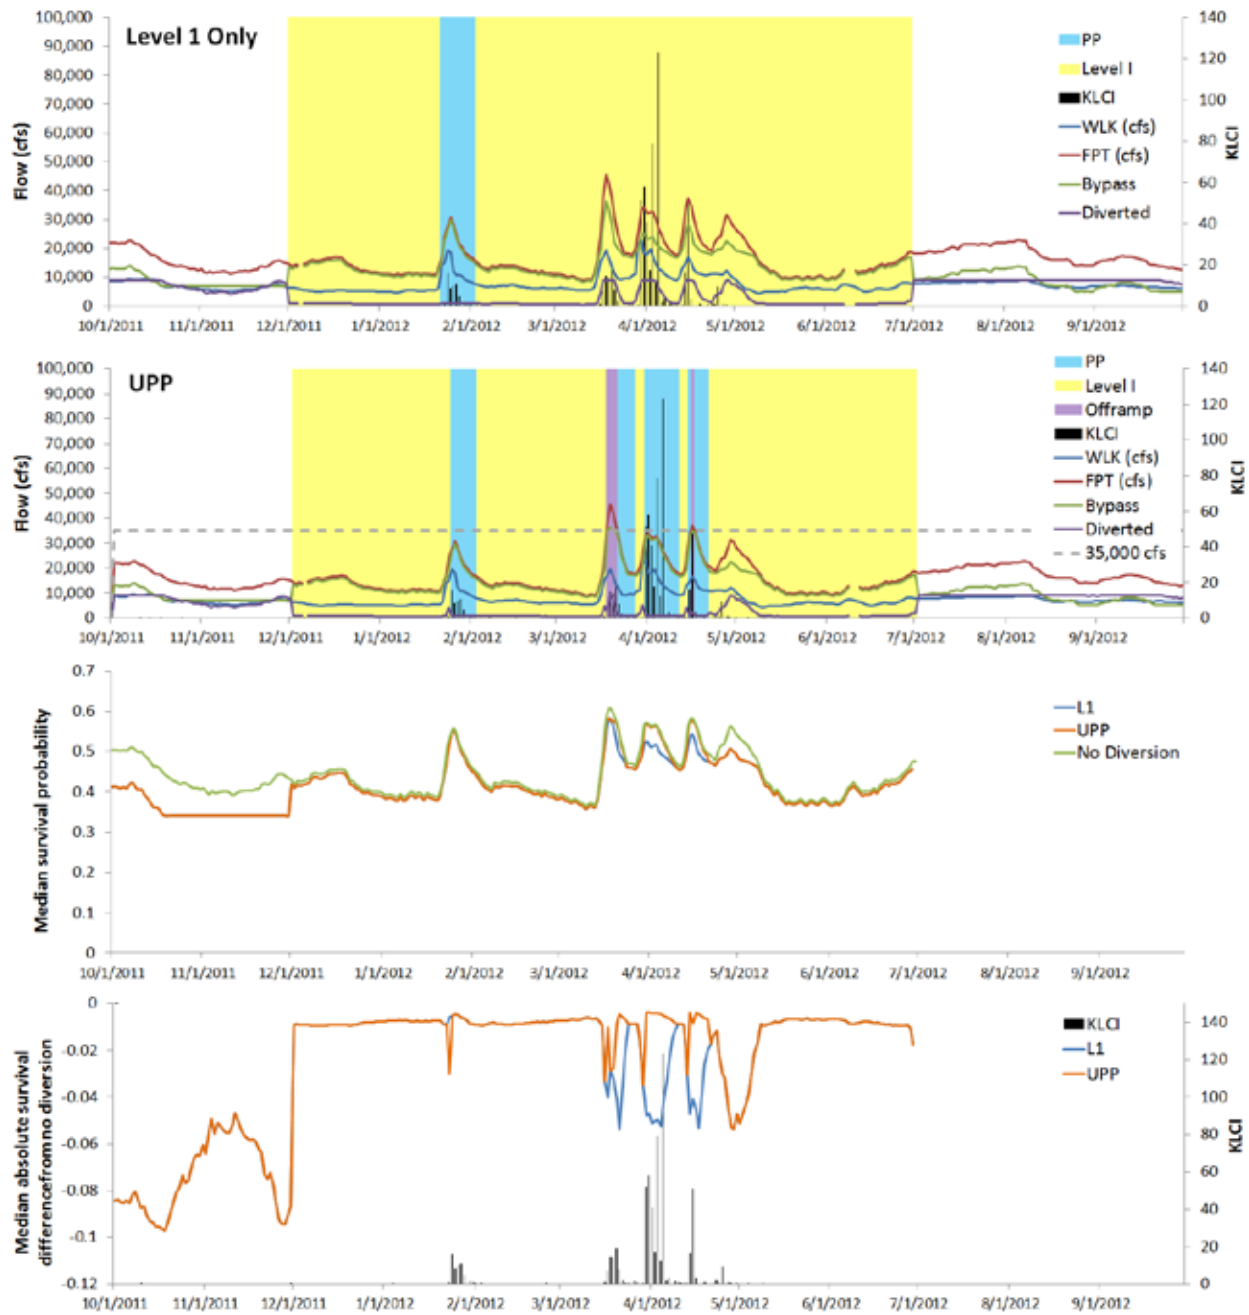 Level 1 Only
Flow (cfs)
100,000
90,000
80,000
70,000
60,000
50,000
40,000
30,000
20,000
10,000
0
140
120
100
80
60
40
20
0
KLCI
PP
Level I
KLCI
WLK (cfs)
FPT (cfs)
Bypass
Diverted
10/1/2011 11/1/2011 12/1/2011 1/1/2012 2/1/2012 3/1/2012 4/1/2012 5/1/2012 6/1/2012 7/1/2012 8/1/2012 9/1/2012
UPP
Flow (cfs)
100,000
90,000
80,000
70,000
60,000
50,000
40,000
30,000
20,000
10,000
0
140
120
100
80
60
40
20
0
KLCI
PP
Level I
Offramp
KLCI
WLK (cfs)
FPT (cfs)
Bypass
Diverted
35,000 cfs
10/1/2011 11/1/2011 12/1/2011 1/1/2012 2/1/2012 3/1/2012 4/1/2012 5/1/2012 6/1/2012 7/1/2012 8/1/2012 9/1/2012
Median survival probability
0.7
0.6
0.5
0.4
0.3
0.2
0.1
0
L1
UPP
No Diversion
10/1/2011 11/1/2011 12/1/2011 1/1/2012 2/1/2012 3/1/2012 4/1/2012 5/1/2012 6/1/2012 7/1/2012 8/1/2012 9/1/2012
Median absolute survival
differencefrom no diversion
0
-0.02
-0.04
-0.06
-0.08
-0.1
-0.12
140
120
100
80
60
40
20
0
KLCI
KLCI
L1
UPP
10/1/2011 11/1/2011 12/1/2011 1/1/2012 2/1/2012 3/1/2012 4/1/2012 5/1/2012 6/1/2012 7/1/2012 8/1/2012 9/1/2012